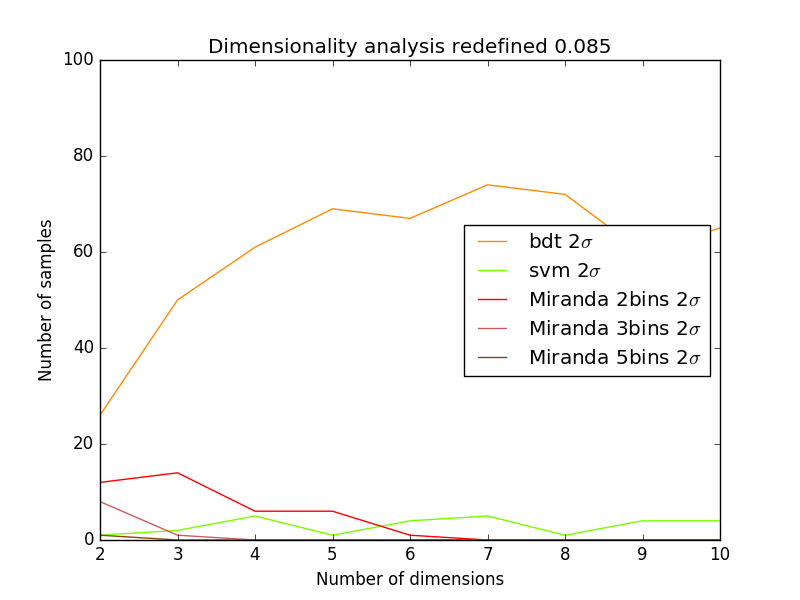 Dimensionality analysis redefined 0.085
Number of samples
100
80
60
40
20
0
bdt 2σ
svm 2σ
Miranda 2bins 2σ
Miranda 3bins 2σ
Miranda 5bins 2σ
2 3 4 5 6 7 8 9 10
Number of dimensions